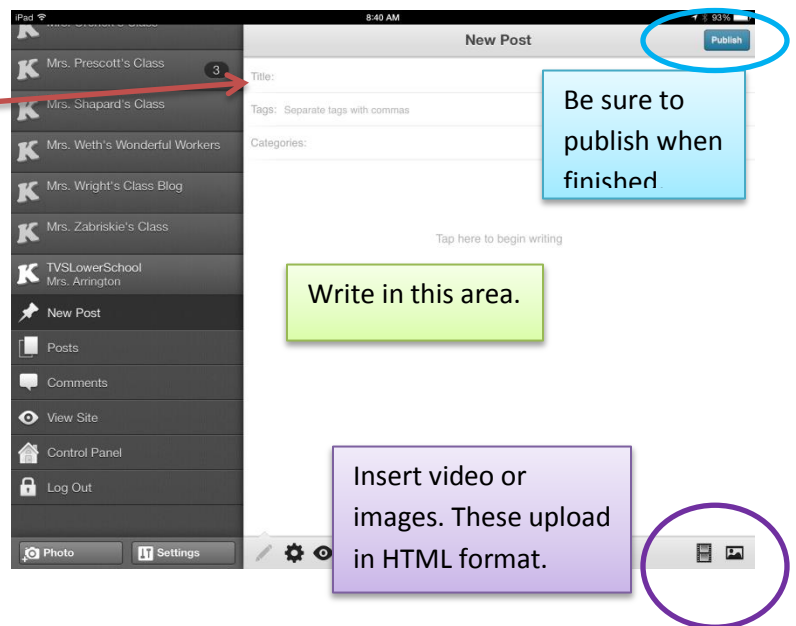 iPad
8:40 AM
93%
New Post
Publish
Mrs. Prescott's Class
3
Mrs. Shapard's Class
Mrs. Weth's Wonderful Workers
Mrs. Wright's Class Blog
Mrs. Zabriskie's Class
TVSLowerSchool
Mrs. Arrington
New Post
Posts
Comments
View Site
Control Panel
Log Out
Photo
Settings
Title:
Tags: Separate tags with commas
Categories:
Tap here to begin writing
Be sure to
publish when
finished.
Write in this area.
Insert video or
images. These upload
in HTML format.